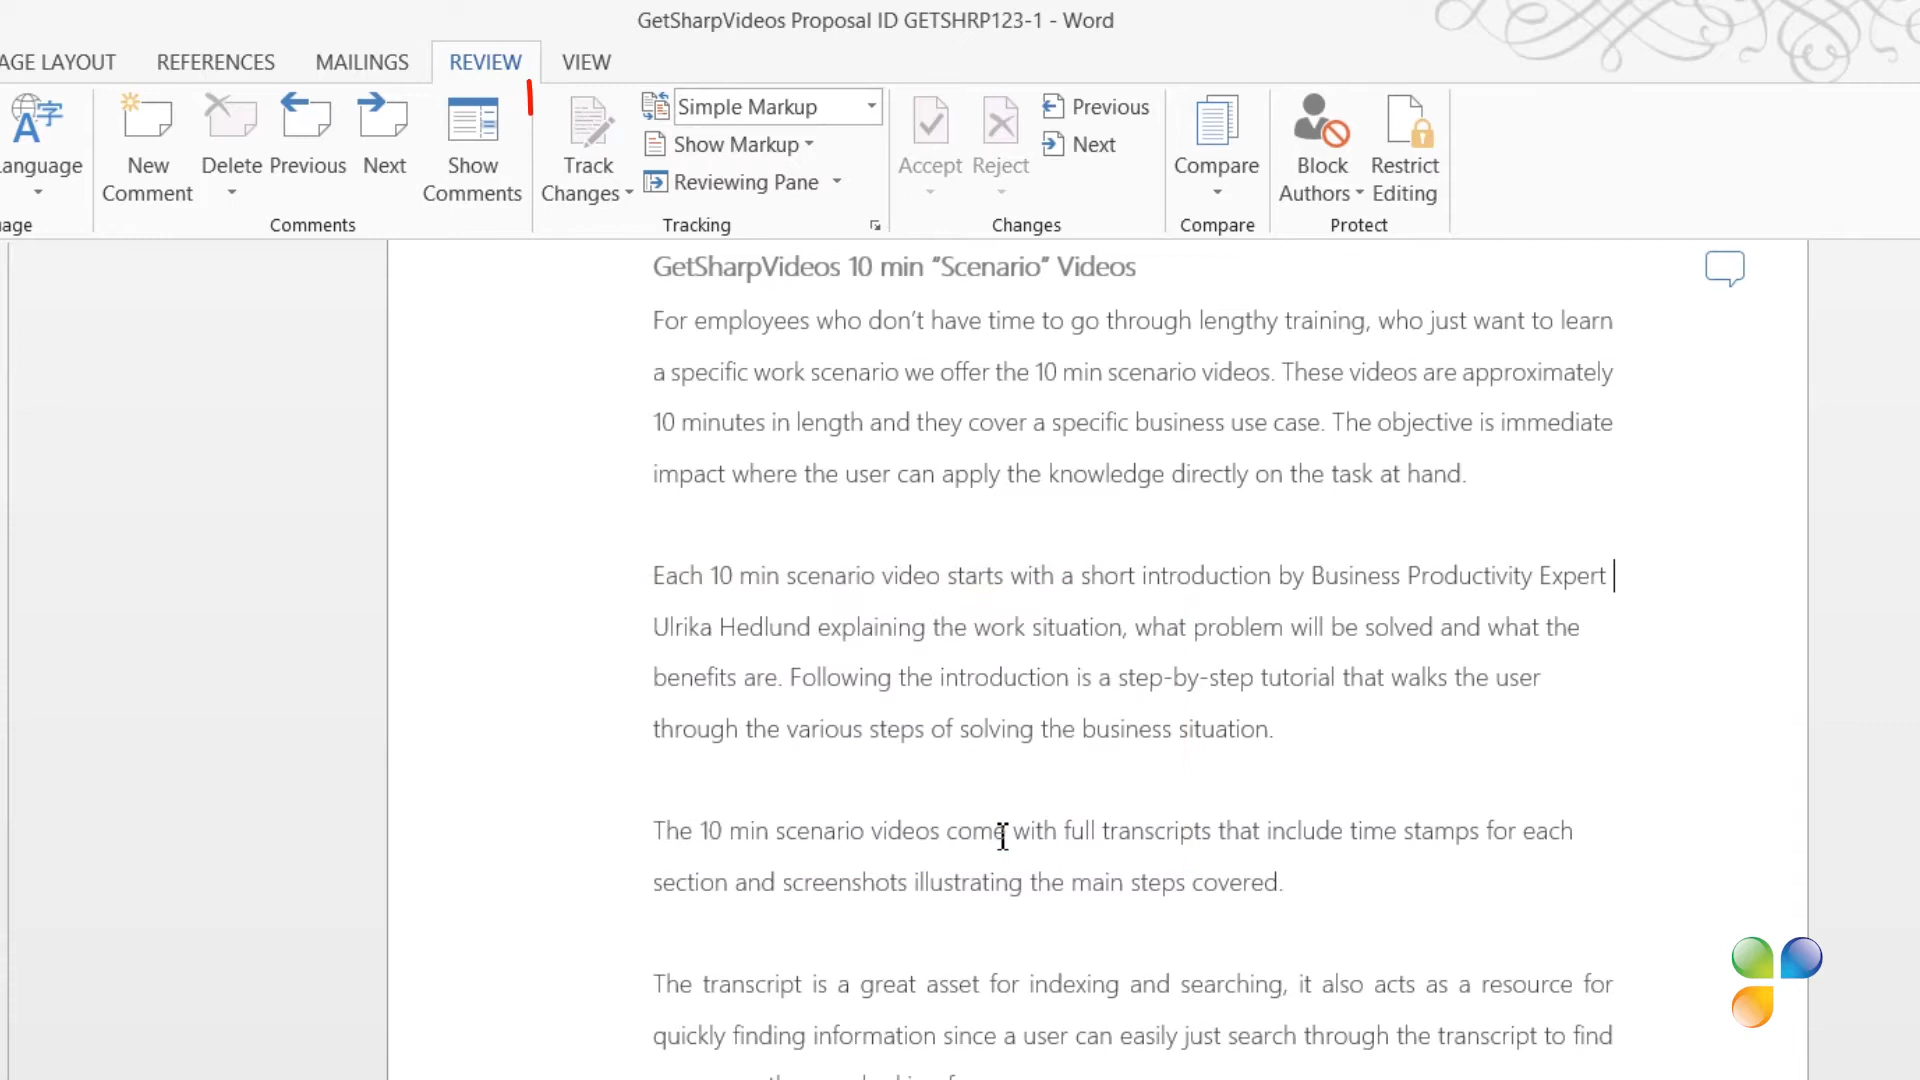 GetSharpVideos Proposal ID GETSHRP123-1 - Word
AGE LAYOUT REFERENCES MAILINGS REVIEW VIEW
Language
New Comment
Delete
Previous
Next
Show Comments
Comments
Track Changes
Simple Markup
Show Markup
Reviewing Pane
Tracking
Accept
Reject
Previous
Next
Changes
Compare
Compare
Block Authors
Restrict Editing
Protect
GetSharpVideos 10 min “Scenario” Videos
For employees who don’t have time to go through lengthy training, who just want to learn
a specific work scenario we offer the 10 min scenario videos. These videos are approximately
10 minutes in length and they cover a specific business use case. The objective is immediate
impact where the user can apply the knowledge directly on the task at hand.
Each 10 min scenario video starts with a short introduction by Business Productivity Expert
Ulrika Hedlund explaining the work situation, what problem will be solved and what the
benefits are. Following the introduction is a step-by-step tutorial that walks the user
through the various steps of solving the business situation.
The 10 min scenario videos come with full transcripts that include time stamps for each
section and screenshots illustrating the main steps covered.
The transcript is a great asset for indexing and searching, it also acts as a resource for
quickly finding information since a user can easily just search through the transcript to find